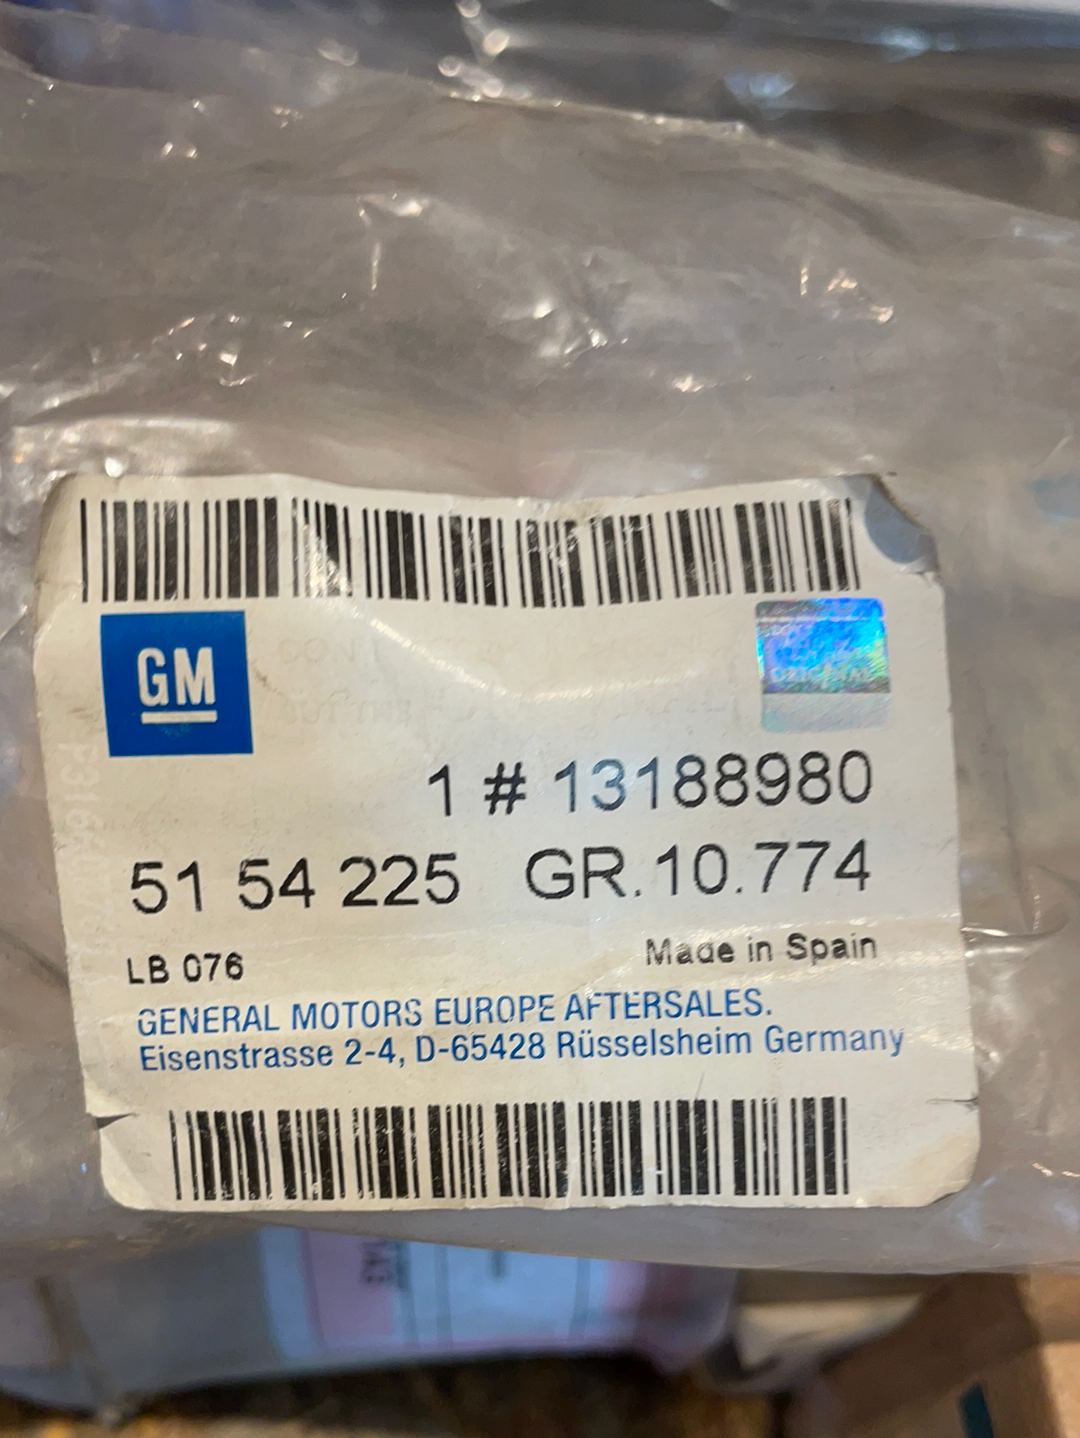 GM
ORIGINAL
1 # 13188980
51 54 225 GR.10.774
LB 076 Made in Spain
GENERAL MOTORS EUROPE AFTERSALES.
Eisenstrasse 2-4, D-65428 Rüsselsheim Germany